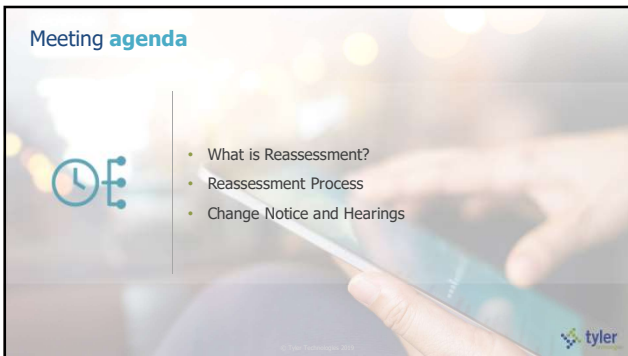 Meeting agenda
• What is Reassessment?
• Reassessment Process
• Change Notice and Hearings
tyler